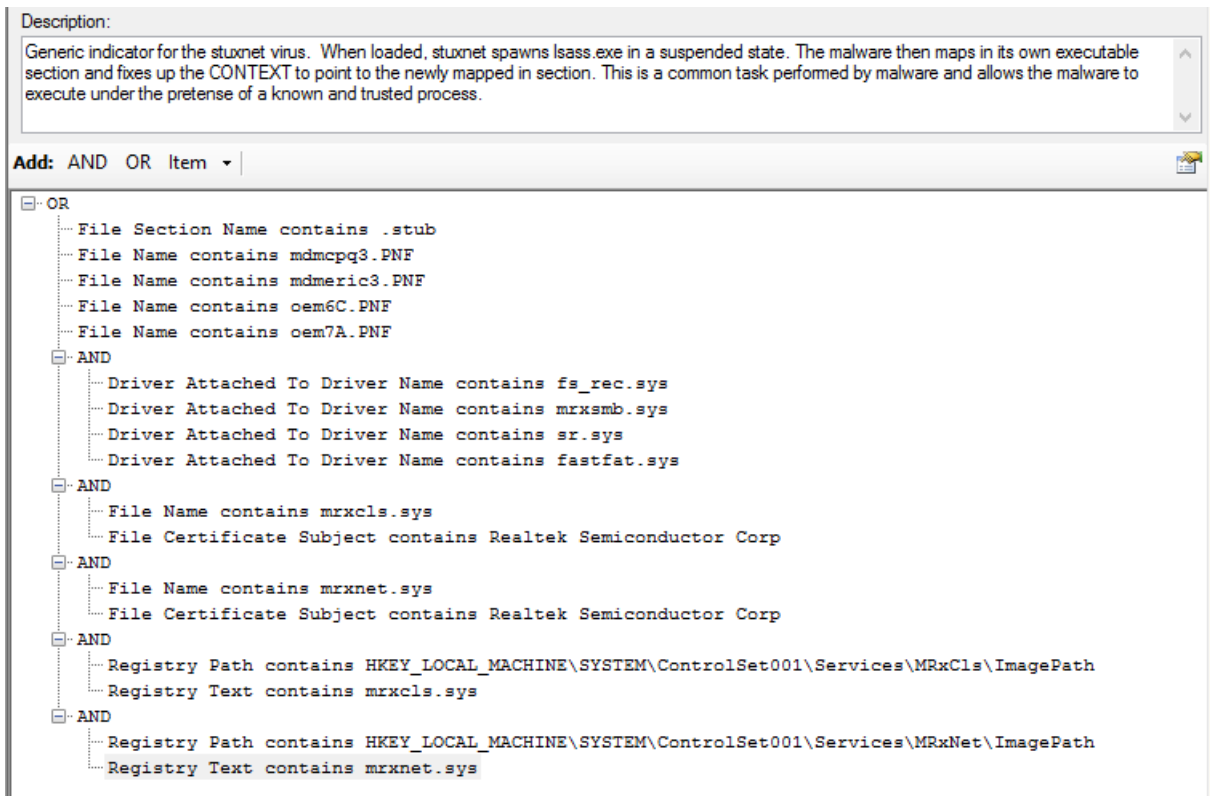 Description:
Generic indicator for the stuxnet virus.  When loaded, stuxnet spawns lsass.exe in a suspended state. The malware then maps in its own executable
section and fixes up the CONTEXT to point to the newly mapped in section. This is a common task performed by malware and allows the malware to
execute under the pretense of a known and trusted process.
Add: AND OR Item
OR
File Section Name contains .stub
File Name contains mdmcpq3.PNF
File Name contains mdmeric3.PNF
File Name contains oem6C.PNF
File Name contains oem7A.PNF
AND
Driver Attached To Driver Name contains fs_rec.sys
Driver Attached To Driver Name contains mrxsmb.sys
Driver Attached To Driver Name contains sr.sys
Driver Attached To Driver Name contains fastfat.sys
AND
File Name contains mrxcls.sys
File Certificate Subject contains Realtek Semiconductor Corp
AND
File Name contains mrxnet.sys
File Certificate Subject contains Realtek Semiconductor Corp
AND
Registry Path contains HKEY_LOCAL_MACHINE\SYSTEM\ControlSet001\Services\MRxCls\ImagePath
Registry Text contains mrxcls.sys
AND
Registry Path contains HKEY_LOCAL_MACHINE\SYSTEM\ControlSet001\Services\MRxNet\ImagePath
Registry Text contains mrxnet.sys